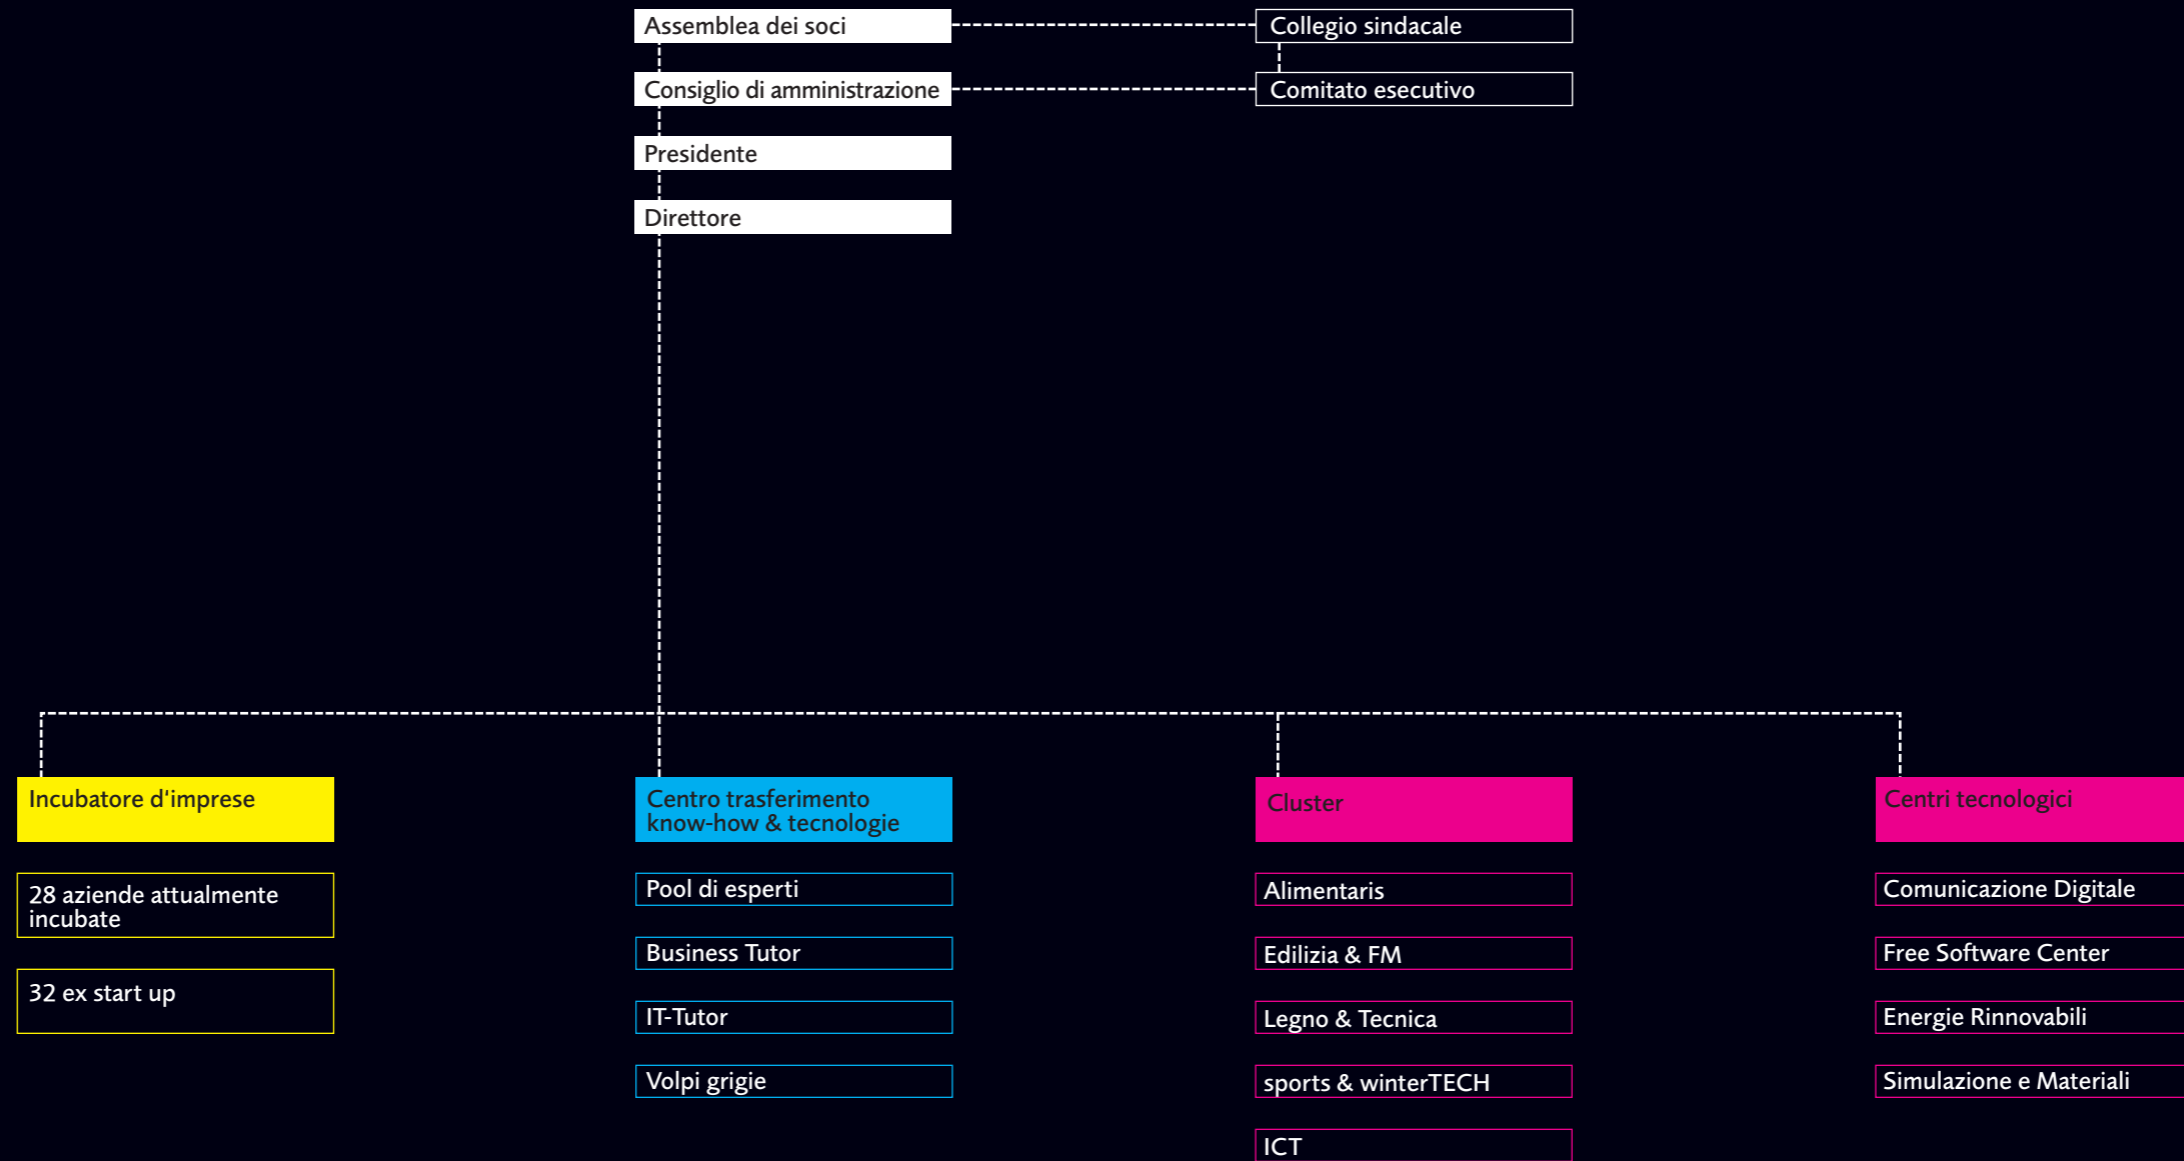 Assemblea dei soci
Collegio sindacale
Consiglio di amministrazione
Comitato esecutivo
Presidente
Direttore
Incubatore d'imprese
28 aziende attualmente
incubate
32 ex start up
Centro trasferimento
know-how & tecnologie
Pool di esperti
Business Tutor
IT-Tutor
Volpi grigie
Cluster
Alimentaris
Edilizia & FM
Legno & Tecnica
sports & winterTECH
ICT
Centri tecnologici
Comunicazione Digitale
Free Software Center
Energie Rinnovabili
Simulazione e Materiali